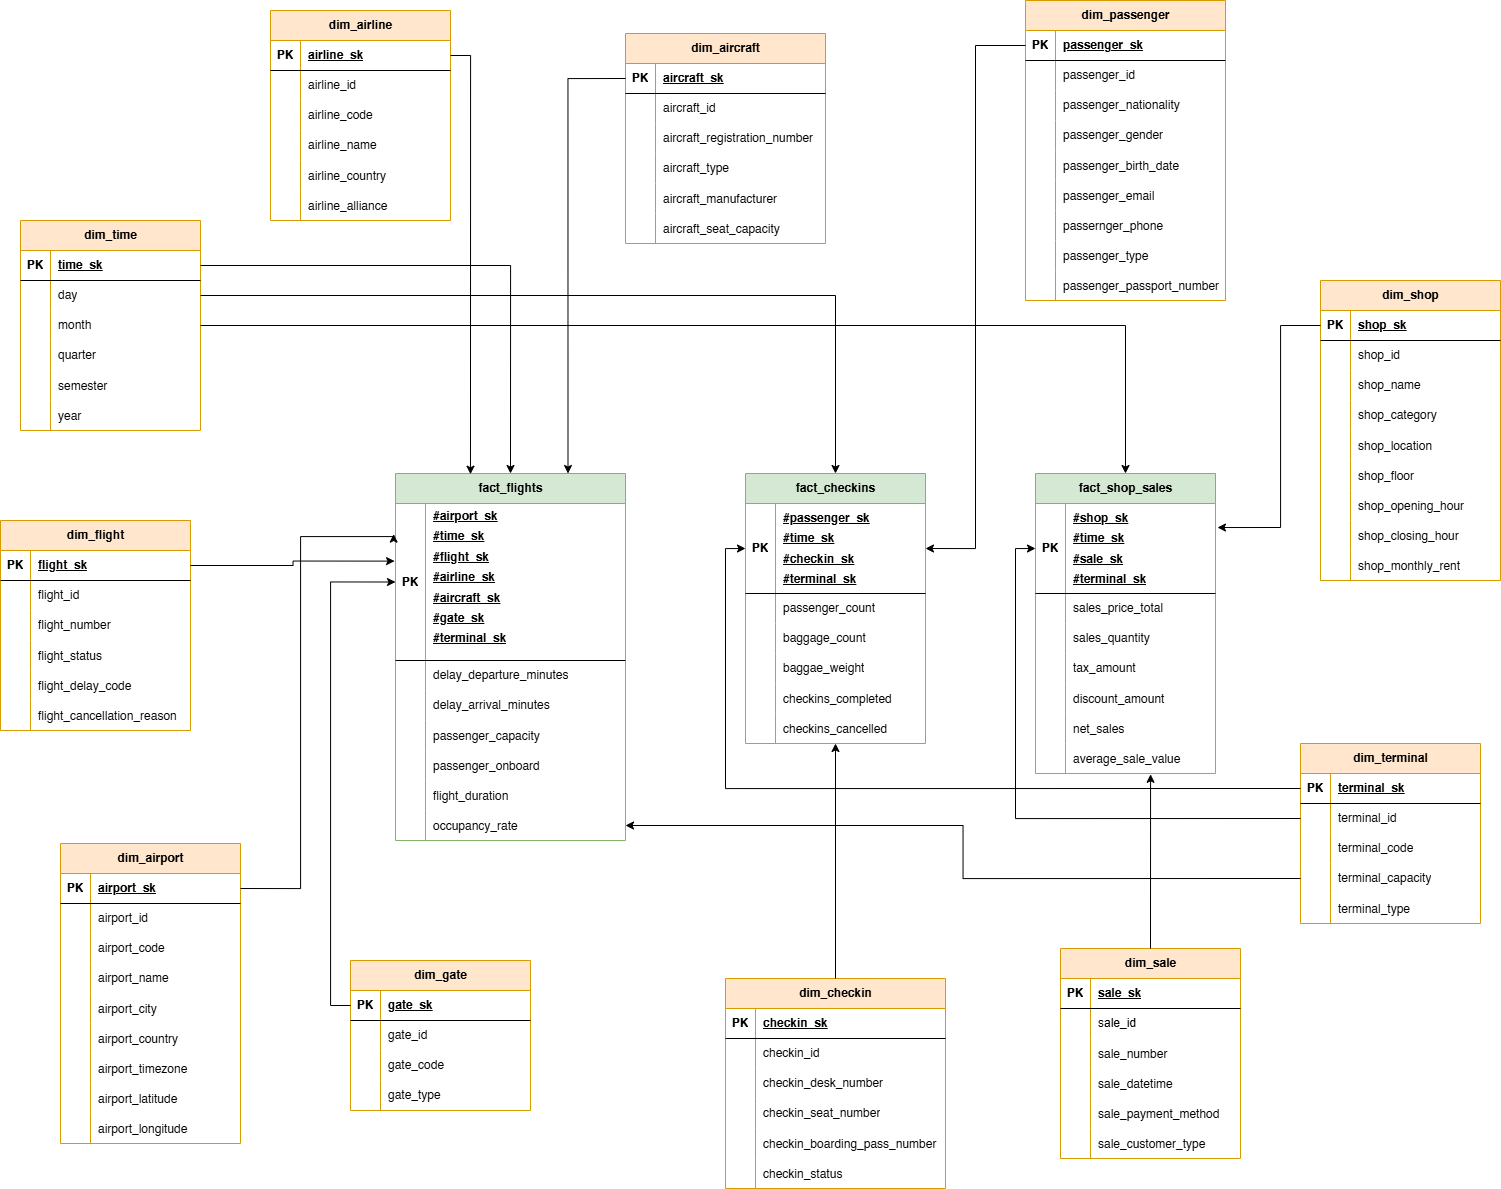 dim_airline
PK airline_sk
airline_id
airline_code
airline_name
airline_country
airline_alliance
dim_aircraft
PK aircraft_sk
aircraft_id
aircraft_registration_number
aircraft_type
aircraft_manufacturer
aircraft_seat_capacity
dim_passenger
PK passenger_sk
passenger_id
passenger_nationality
passenger_gender
passenger_birth_date
passenger_email
passernger_phone
passenger_type
passenger_passport_number
dim_time
PK time_sk
day
month
quarter
semester
year
dim_shop
PK shop_sk
shop_id
shop_name
shop_category
shop_location
shop_floor
shop_opening_hour
shop_closing_hour
shop_monthly_rent
fact_flights
#airport_sk
#time_sk
#flight_sk
#airline_sk
PK
#aircraft_sk
#gate_sk
#terminal_sk
delay_departure_minutes
delay_arrival_minutes
passenger_capacity
passenger_onboard
flight_duration
occupancy_rate
fact_checkins
#passenger_sk
#time_sk
PK
#checkin_sk
#terminal_sk
passenger_count
baggage_count
baggae_weight
checkins_completed
checkins_cancelled
fact_shop_sales
#shop_sk
#time_sk
PK
#sale_sk
#terminal_sk
sales_price_total
sales_quantity
tax_amount
discount_amount
net_sales
average_sale_value
dim_flight
PK flight_sk
flight_id
flight_number
flight_status
flight_delay_code
flight_cancellation_reason
dim_terminal
PK terminal_sk
terminal_id
terminal_code
terminal_capacity
terminal_type
dim_airport
PK airport_sk
airport_id
airport_code
airport_name
airport_city
airport_country
airport_timezone
airport_latitude
airport_longitude
dim_gate
PK gate_sk
gate_id
gate_code
gate_type
dim_checkin
PK checkin_sk
checkin_id
checkin_desk_number
checkin_seat_number
checkin_boarding_pass_number
checkin_status
dim_sale
PK sale_sk
sale_id
sale_number
sale_datetime
sale_payment_method
sale_customer_type